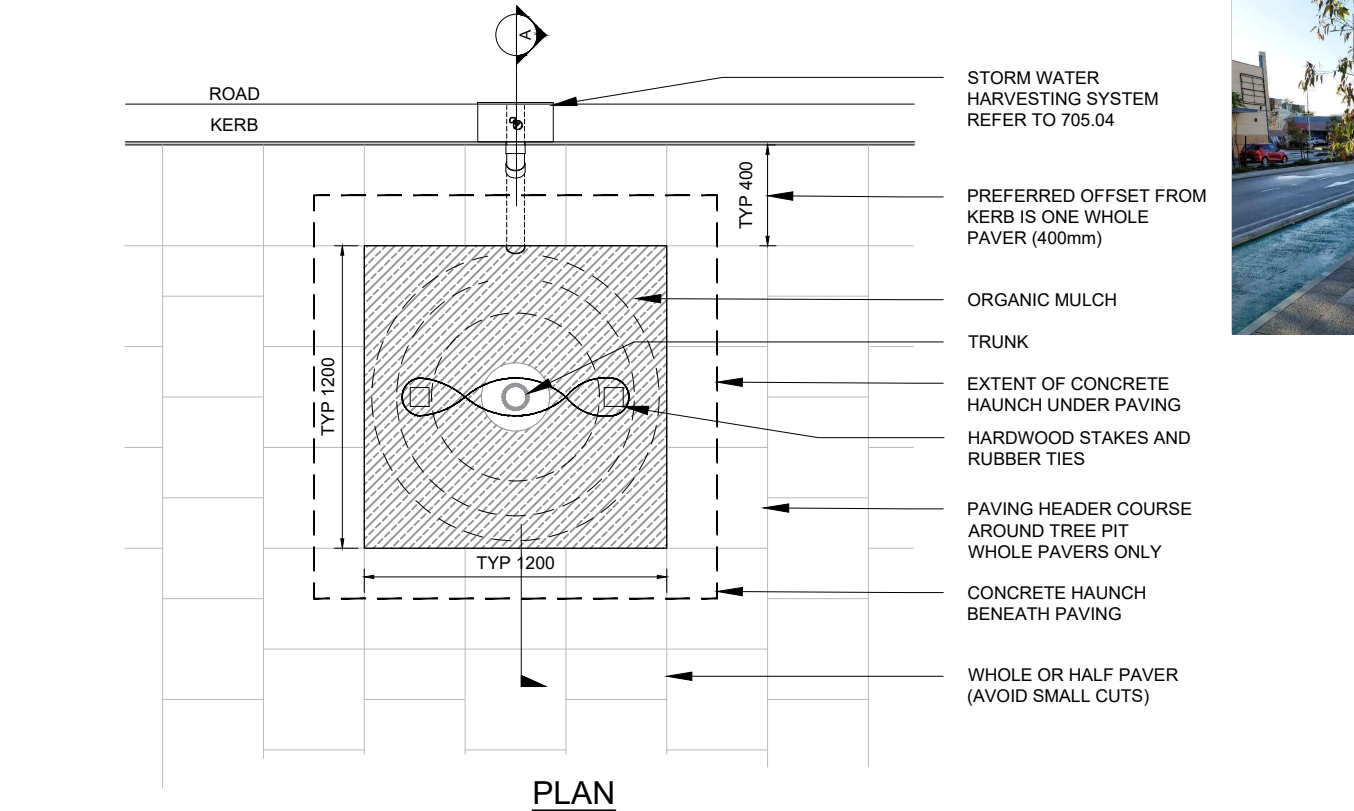 A
ROAD
KERB
STORM WATER
HARVESTING SYSTEM
REFER TO 705.04
TYP 400
PREFERRED OFFSET FROM
KERB IS ONE WHOLE
PAVER (400mm)
ORGANIC MULCH
TRUNK
TYP 1200
EXTENT OF CONCRETE
HAUNCH UNDER PAVING
HARDWOOD STAKES AND
RUBBER TIES
PAVING HEADER COURSE
AROUND TREE PIT
WHOLE PAVERS ONLY
TYP 1200
CONCRETE HAUNCH
BENEATH PAVING
WHOLE OR HALF PAVER
(AVOID SMALL CUTS)
PLAN